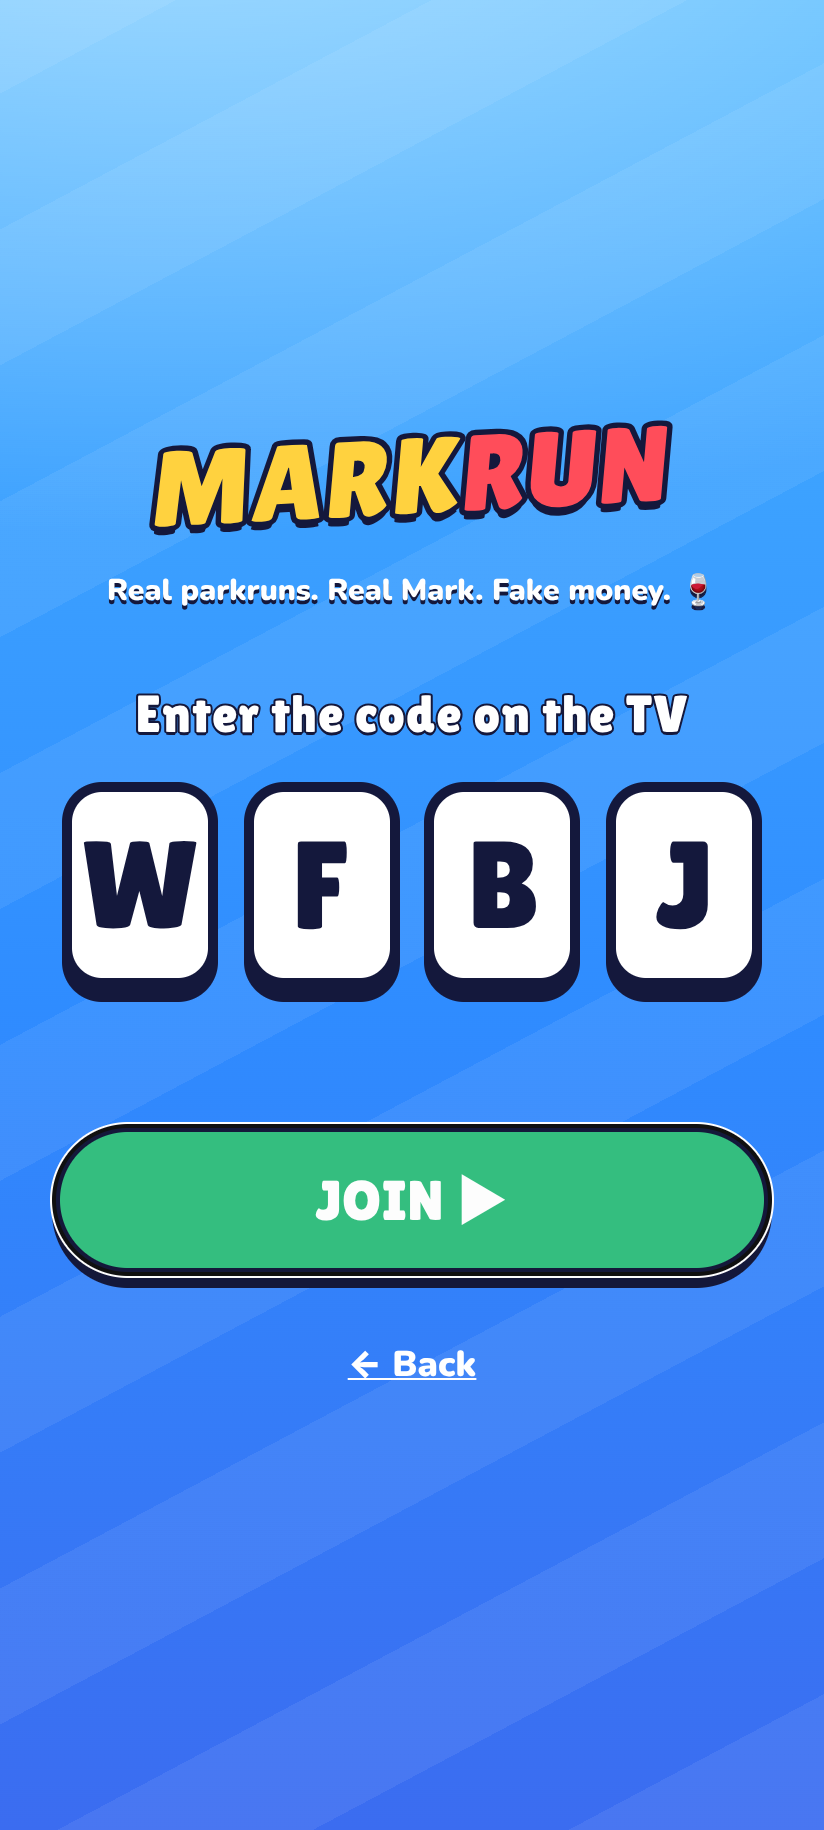 MARKRUN
Real parkruns. Real Mark. Fake money. 🍷
Enter the code on the TV
W F B J
JOIN ▶
← Back